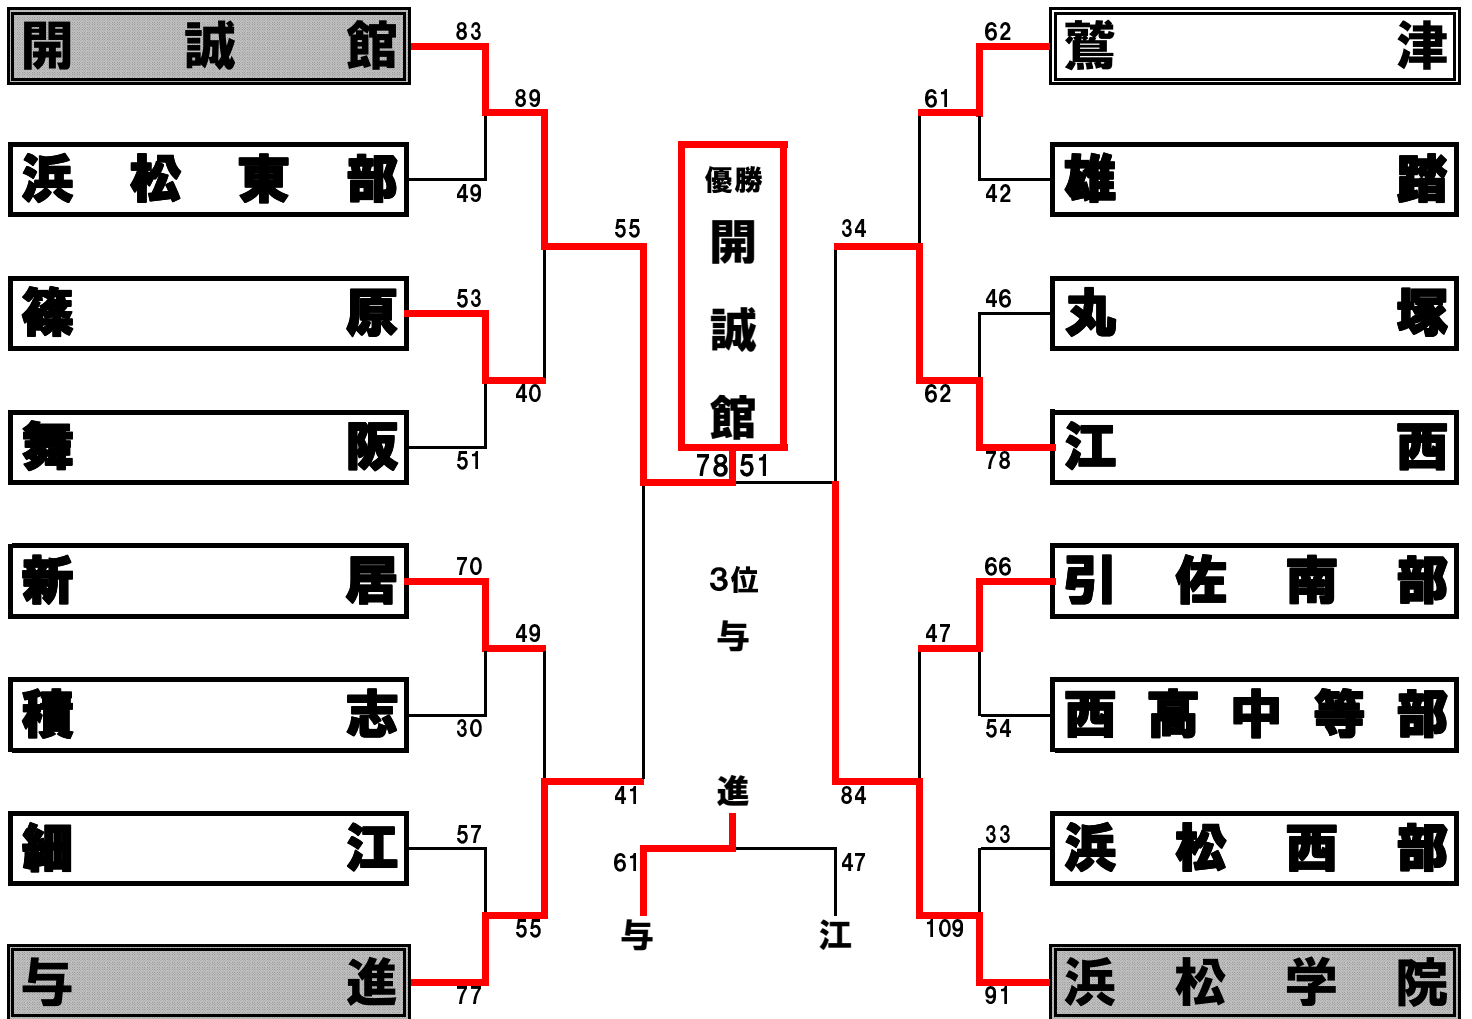 開誠館
83
62
鷲津
89
61
浜松東部
49
42
雄踏
優勝
開誠館
55
34
篠原
53
46
丸塚
40
62
舞阪
51
78
江西
78
51
新居
70
66
引佐南部
3位
与進
49
47
積志
30
54
西高中等部
41
84
細江
57
33
浜松西部
61
47
与
江
55
109
与進
77
91
浜松学院